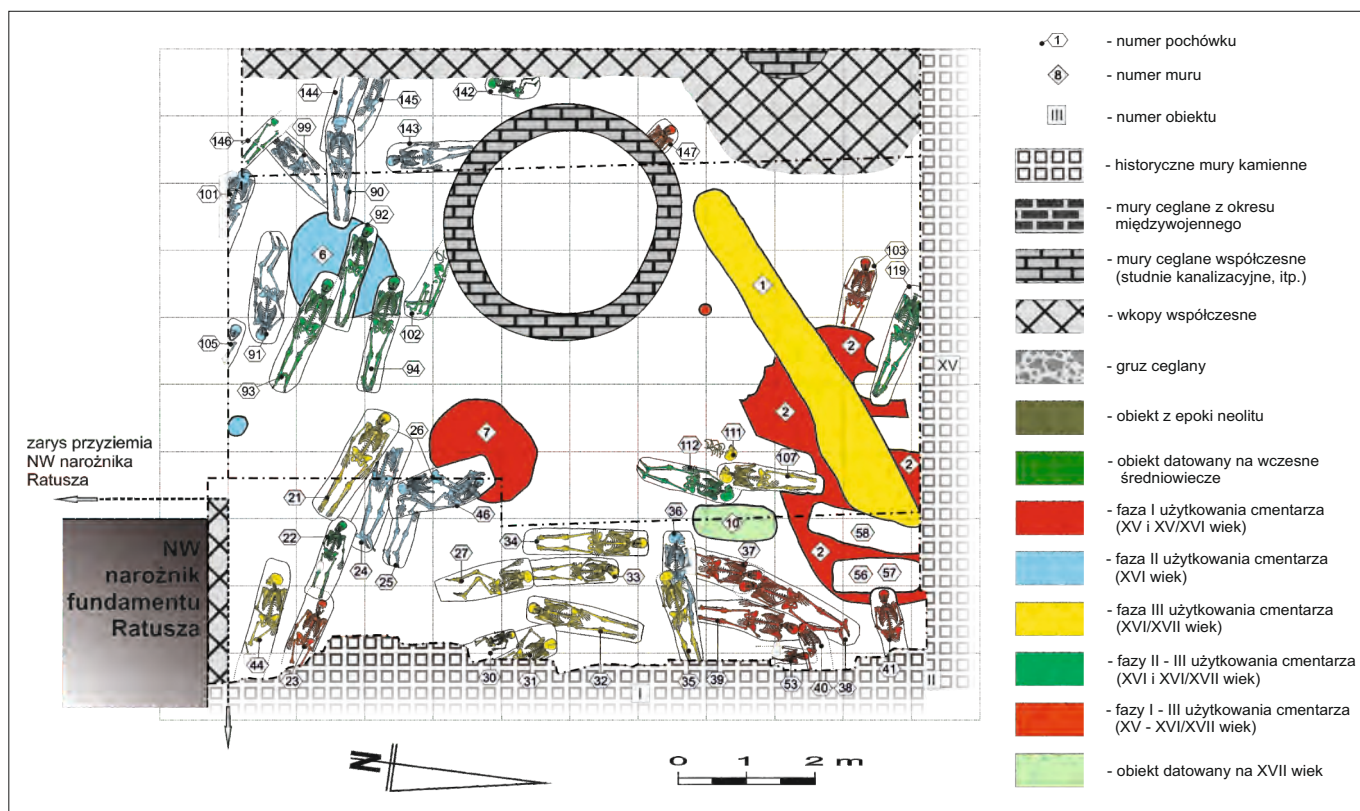 144
145
142
146
99
143
147
101
90
92
6
103
119
1
91
102
105
93
94
2
XV
2
zarys przyziemia
NW narożnika
Ratusza
26
7
112
111
107
2
21
46
36
10
22
34
58
24
25
27
33
37
2
56
57
NW
narożnik
fundamentu
Ratusza
44
23
30
31
32
I
35
39
53
40
38
41
II
N
0 1 2 m
1 - numer pochówku
8 - numer muru
III - numer obiektu
- historyczne mury kamienne
- mury ceglane z okresu
międzywojennego
- mury ceglane współczesne
(studnie kanalizacyjne, itp.)
- wkopy współczesne
- gruz ceglany
- obiekt z epoki neolitu
- obiekt datowany na wczesne
średniowiecze
- faza I użytkowania cmentarza
(XV i XV/XVI wiek)
- faza II użytkowania cmentarza
(XVI wiek)
- faza III użytkowania cmentarza
(XVI/XVII wiek)
- fazy II - III użytkowania cmentarza
(XVI i XVI/XVII wiek)
- fazy I - III użytkowania cmentarza
(XV - XVI/XVII wiek)
- obiekt datowany na XVII wiek